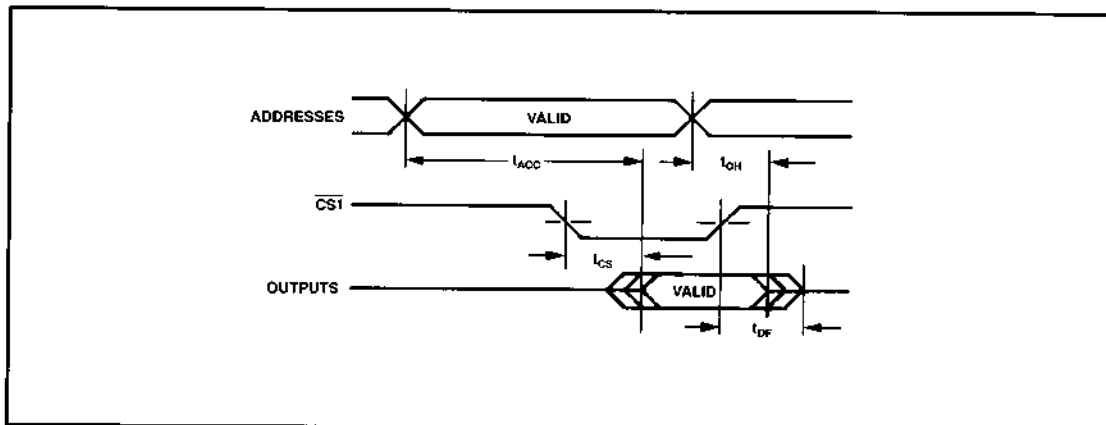 ADDRESSES
VALID
tACC
tOH
CS1
tCS
OUTPUTS
VALID
tDF